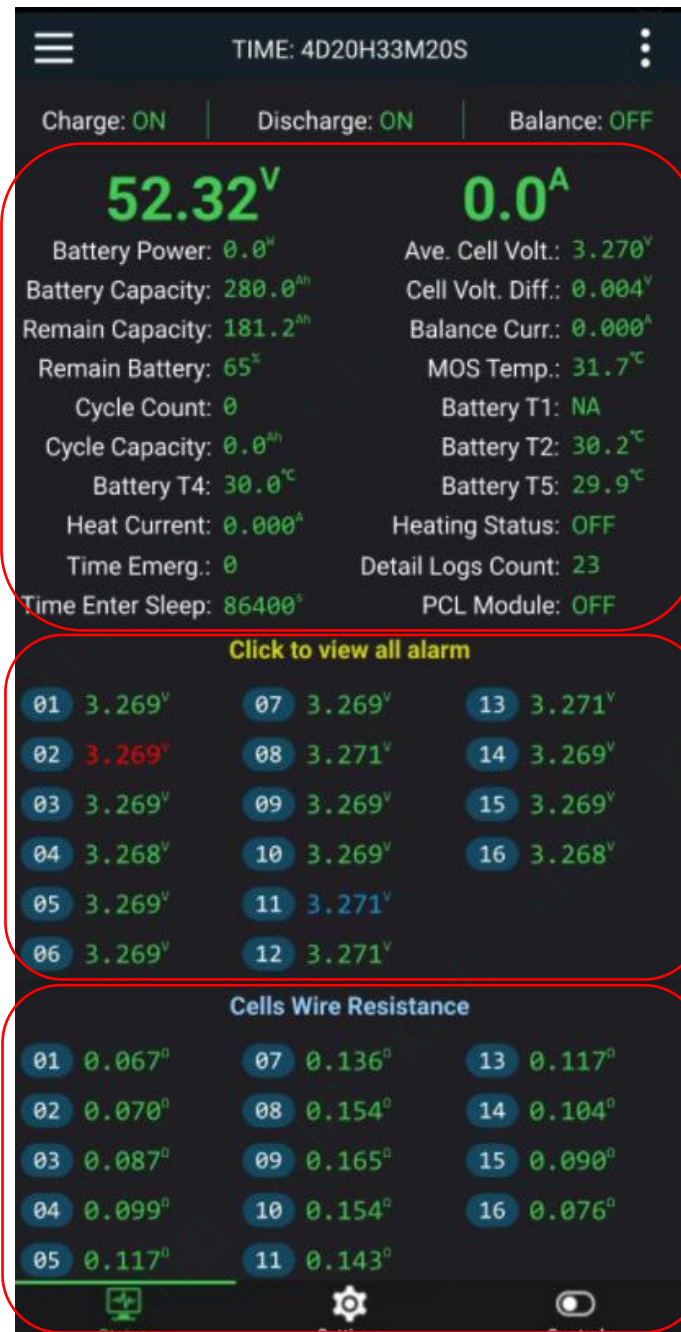 TIME: 4D20H33M20S
Charge: ON Discharge: ON Balance: OFF
52.32V 0.0A
Battery Power: 0.0W Ave. Cell Volt.: 3.270V
Battery Capacity: 280.0Ah Cell Volt. Diff.: 0.004V
Remain Capacity: 181.2Ah Balance Curr.: 0.000A
Remain Battery: 65% MOS Temp.: 31.7℃
Cycle Count: 0 Battery T1: NA
Cycle Capacity: 0.0Ah Battery T2: 30.2℃
Battery T4: 30.0℃ Battery T5: 29.9℃
Heat Current: 0.000A Heating Status: OFF
Time Emerg.: 0 Detail Logs Count: 23
Time Enter Sleep: 86400s PCL Module: OFF
Click to view all alarm
01 3.269V 07 3.269V 13 3.271V
02 3.269V 08 3.271V 14 3.269V
03 3.269V 09 3.269V 15 3.269V
04 3.268V 10 3.269V 16 3.268V
05 3.269V 11 3.271V
06 3.269V 12 3.271V
Cells Wire Resistance
01 0.067Ω 07 0.136Ω 13 0.117Ω
02 0.070Ω 08 0.154Ω 14 0.104Ω
03 0.087Ω 09 0.165Ω 15 0.090Ω
04 0.099Ω 10 0.154Ω 16 0.076Ω
05 0.117Ω 11 0.143Ω